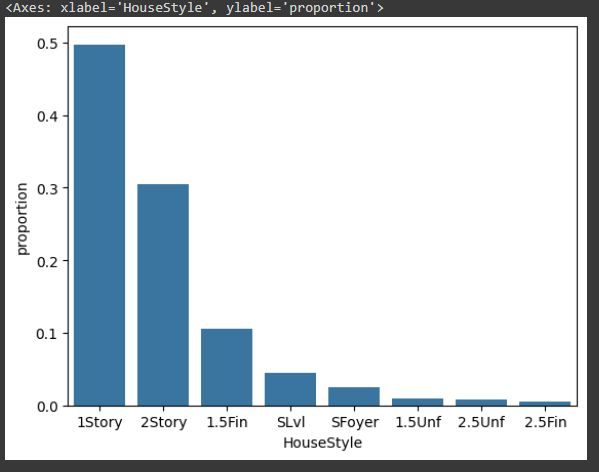 <Axes: xlabel='HouseStyle', ylabel='proportion'>
0.5
0.4
0.3
0.2
0.1
0.0
proportion
1Story 2Story 1.5Fin SLvl SFoyer 1.5Unf 2.5Unf 2.5Fin
HouseStyle